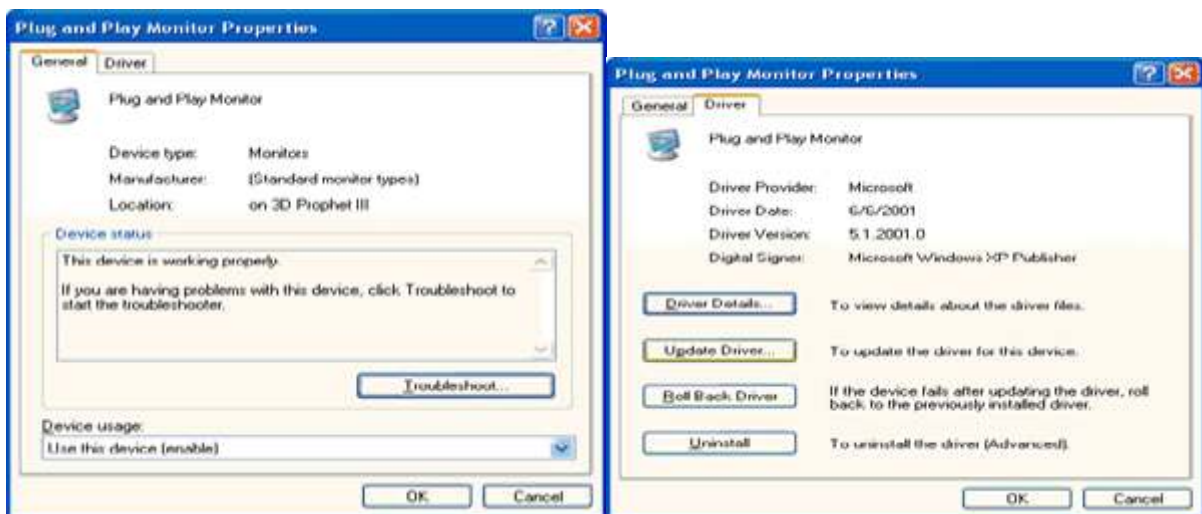 Plug and Play Monitor Properties
General Driver
Plug and Play Monitor
Device type: Monitors
Manufacturer: (Standard monitor types)
Location: on 3D Prophet III
Device status
This device is working properly.
If you are having problems with this device, click Troubleshoot to
start the troubleshooter.
Troubleshoot...
Device usage:
Use this device (enable)
OK Cancel
Plug and Play Monitor Properties
General Driver
Plug and Play Monitor
Driver Provider: Microsoft
Driver Date: 6/6/2001
Driver Version: 5.1.2001.0
Digital Signer: Microsoft Windows XP Publisher
Driver Details... To view details about the driver files.
Update Driver... To update the driver for this device.
Roll Back Driver If the device fails after updating the driver, roll
back to the previously installed driver.
Uninstall To uninstall the driver (Advanced).
OK Cancel